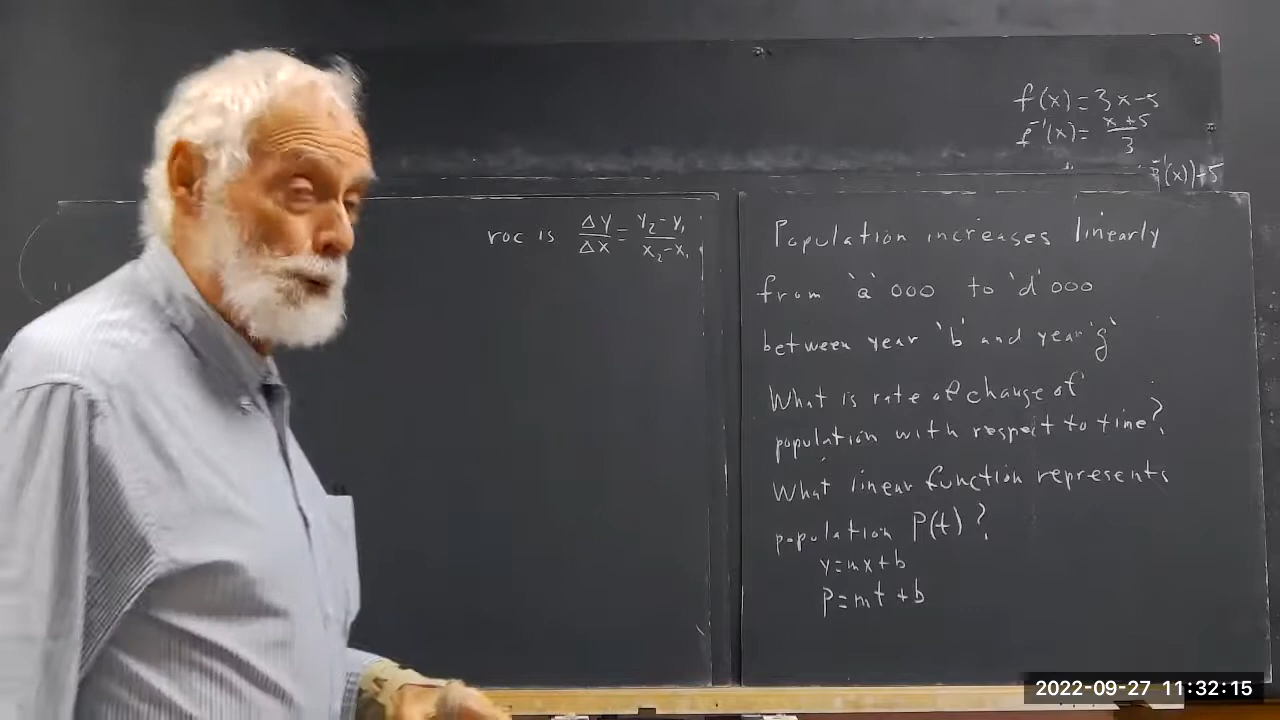 f(x)=3x-5
f⁻¹(x)= x+5/3
⁻¹(x))+5
roc is ΔY/ΔX = Y₂-Y₁/X₂-X₁
Population increases linearly
from 'a' 000 to 'd' 000
between year 'b' and year 'g'
What is rate of change of
population with respect to time?
What linear function represents
population P(t)?
y=mx+b
P=mt+b
2022-09-27 11:32:15